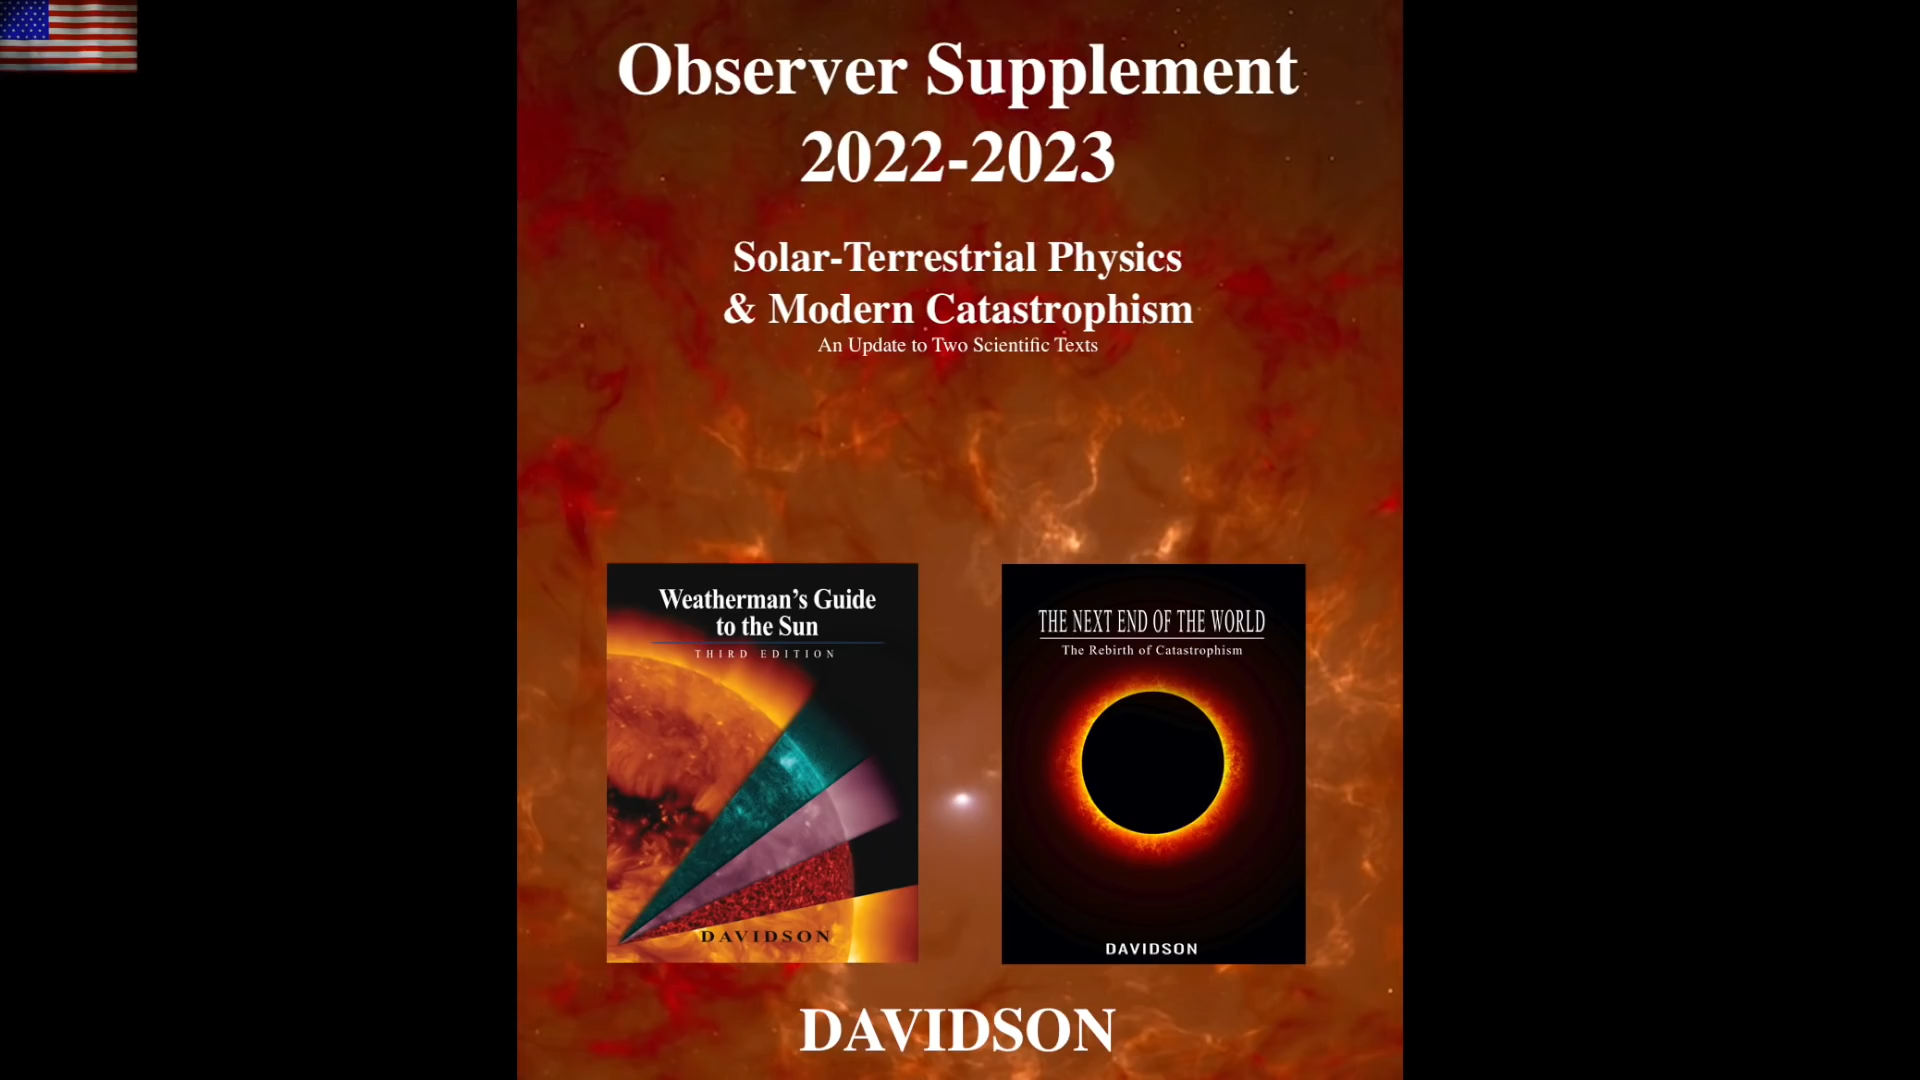 Observer Supplement
2022-2023
Solar-Terrestrial Physics
& Modern Catastrophism
An Update to Two Scientific Texts
Weatherman's Guide
to the Sun
THIRD EDITION
DAVIDSON
THE NEXT END OF THE WORLD
The Rebirth of Catastrophism
DAVIDSON
DAVIDSON